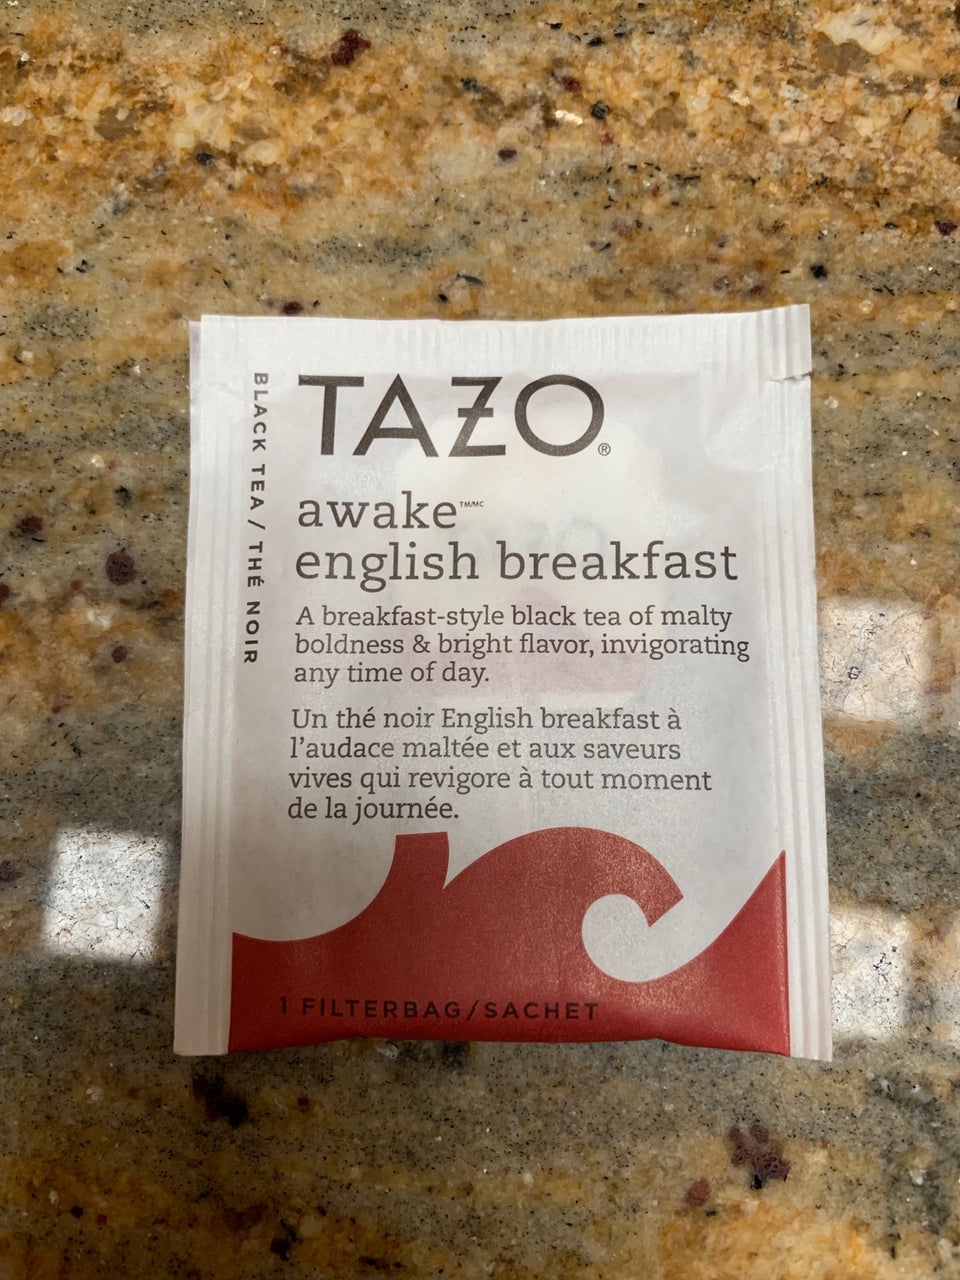 BLACK TEA / THÉ NOIR
TAZO®
awake™/MC
english breakfast
A breakfast-style black tea of malty
boldness & bright flavor, invigorating
any time of day.
Un thé noir English breakfast à
l'audace maltée et aux saveurs
vives qui revigore à tout moment
de la journée.
1 FILTERBAG/SACHET